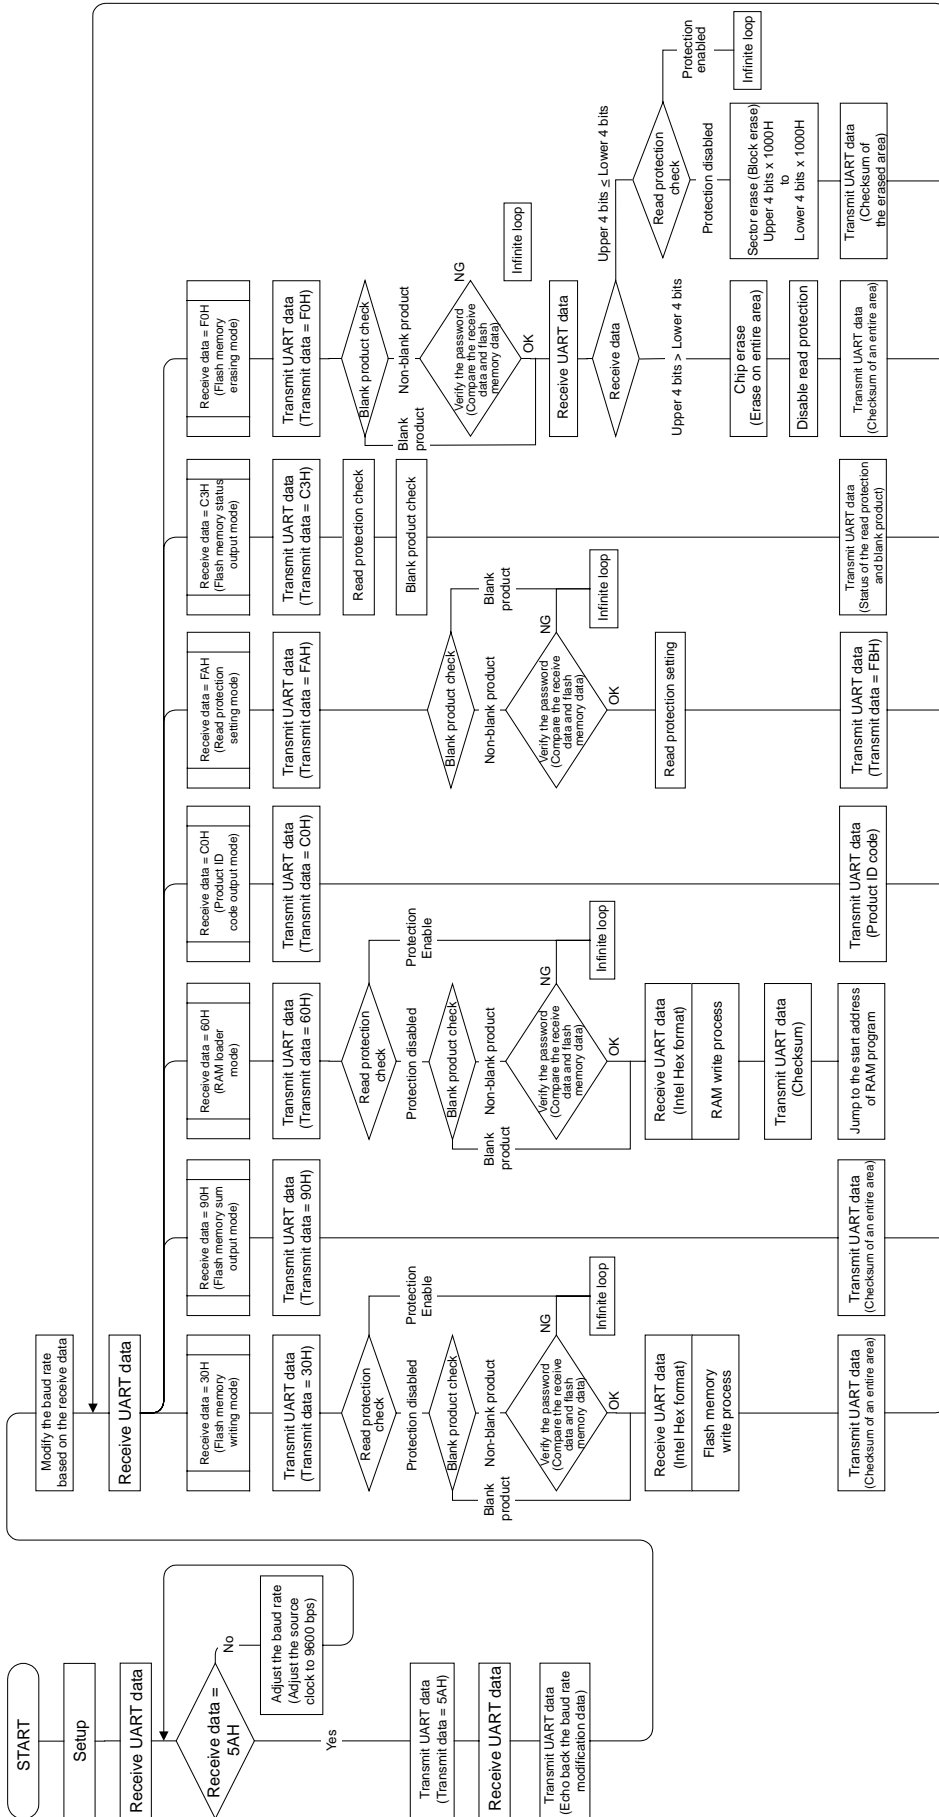 START
Setup
Receive UART data
Receive data =
5AH
No
Adjust the baud rate
(Adjust the source
clock to 9600 bps)
Yes
Transmit UART data
(Transmit data = 5AH)
Receive UART data
Transmit UART data
(Echo back the baud rate
modification data)
Modify the baud rate
based on the receive data
Receive UART data
Receive data = 30H
(Flash memory
writing mode)
Transmit UART data
(Transmit data = 30H)
Read protection
check
Protection
Enable
Protection disabled
Blank product check
Blank
product
Non-blank product
Verify the password
(Compare the receive
data and flash
memory data)
NG
Infinite loop
OK
Receive UART data
(Intel Hex format)
Flash memory
write process
Transmit UART data
(Checksum of an entire area)
Receive data = 90H
(Flash memory sum
output mode)
Transmit UART data
(Transmit data = 90H)
Transmit UART data
(Checksum of an entire area)
Receive data = 60H
(RAM loader
mode)
Transmit UART data
(Transmit data = 60H)
Read protection
check
Protection
Enable
Protection disabled
Blank product check
Blank
product
Non-blank product
Verify the password
(Compare the receive
data and flash
memory data)
NG
Infinite loop
OK
Receive UART data
(Intel Hex format)
RAM write process
Transmit UART data
(Checksum)
Jump to the start address
of RAM program
Receive data = C0H
(Product ID
code output mode)
Transmit UART data
(Transmit data = C0H)
Transmit UART data
(Product ID code)
Receive data = FAH
(Read protection
setting mode)
Transmit UART data
(Transmit data = FAH)
Blank product check
Blank
product
Non-blank product
Verify the password
(Compare the receive
data and flash
memory data)
NG
Infinite loop
OK
Read protection setting
Transmit UART data
(Transmit data = FBH)
Receive data = C3H
(Flash memory status
output mode)
Transmit UART data
(Transmit data = C3H)
Read protection check
Blank product check
Transmit UART data
(Status of the read protection
and blank product)
Receive data = F0H
(Flash memory
erasing mode)
Transmit UART data
(Transmit data = F0H)
Blank product check
Blank
product
Non-blank product
Verify the password
(Compare the receive
data and flash
memory data)
NG
Infinite loop
OK
Receive UART data
Receive data
Upper 4 bits > Lower 4 bits
Chip erase
(Erase on entire area)
Disable read protection
Transmit UART data
(Checksum of an entire area)
Upper 4 bits ≤ Lower 4 bits
Read protection
check
Protection
enabled
Infinite loop
Protection disabled
Sector erase (Block erase)
Upper 4 bits x 1000H
to
Lower 4 bits x 1000H
Transmit UART data
(Checksum of
the erased area)